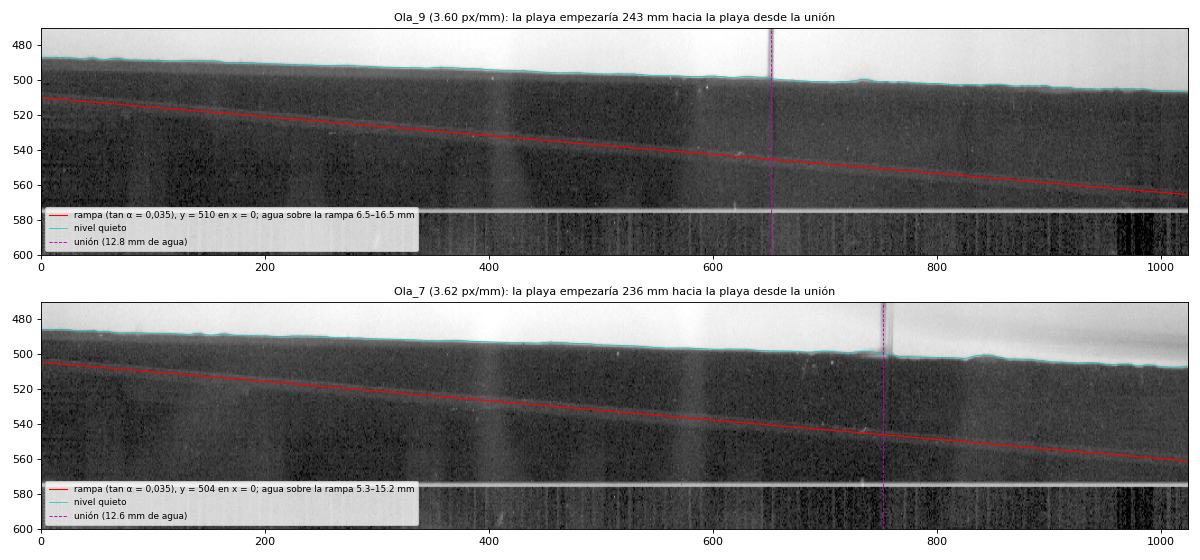 Ola_9 (3.60 px/mm): la playa empezaría 243 mm hacia la playa desde la unión
480
500
520
540
560
580
600
rampa (tan α = 0,035), y = 510 en x = 0; agua sobre la rampa 6.5–16.5 mm
nivel quieto
unión (12.8 mm de agua)
0 200 400 600 800 1000
Ola_7 (3.62 px/mm): la playa empezaría 236 mm hacia la playa desde la unión
480
500
520
540
560
580
600
rampa (tan α = 0,035), y = 504 en x = 0; agua sobre la rampa 5.3–15.2 mm
nivel quieto
unión (12.6 mm de agua)
0 200 400 600 800 1000